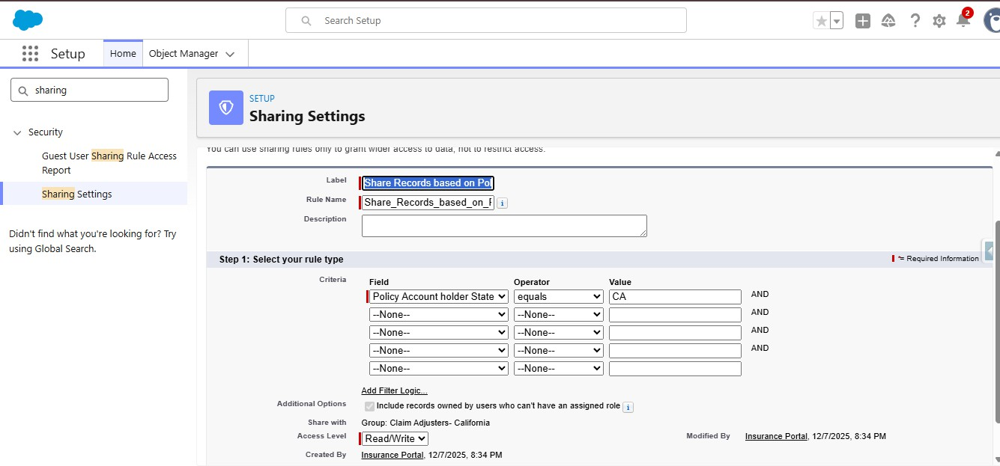 Search Setup
2
Setup
Home
Object Manager
sharing
Security
Guest User Sharing Rule Access
Report
Sharing Settings
Didn't find what you're looking for? Try
using Global Search.
SETUP
Sharing Settings
You can use sharing rules only to grant wider access to data, not to restrict access.
Label Share Records based on Pol
Rule Name Share_Records_based_on_
Description
Step 1: Select your rule type
= Required Information
Criteria
Field Operator Value
Policy Account holder State equals CA AND
--None-- --None-- AND
--None-- --None-- AND
--None-- --None-- AND
--None-- --None--
Add Filter Logic...
Additional Options Include records owned by users who can't have an assigned role
Share with Group: Claim Adjusters- California
Access Level Read/Write Modified By Insurance Portal, 12/7/2025, 8:34 PM
Created By Insurance Portal, 12/7/2025, 8:34 PM